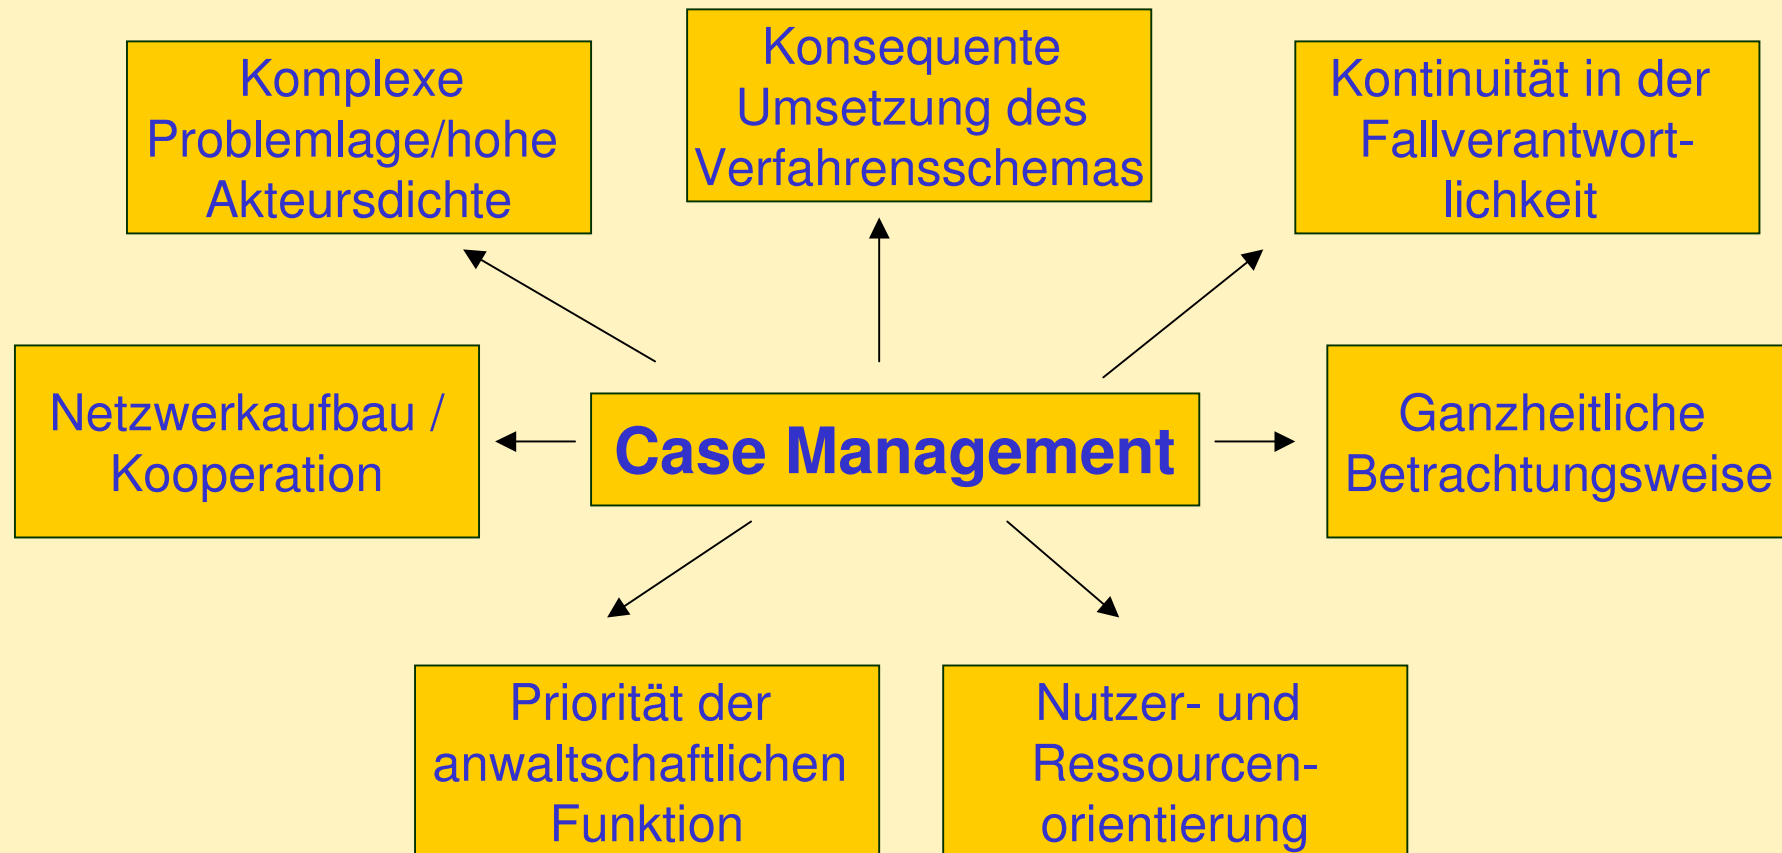 Komplexe
Problemlage/hohe
Akteursdichte
Konsequente
Umsetzung des
Verfahrensschemas
Kontinuität in der
Fallverantwort-
lichkeit
Netzwerkaufbau /
Kooperation
Case Management
Ganzheitliche
Betrachtungsweise
Priorität der
anwaltschaftlichen
Funktion
Nutzer- und
Ressourcen-
orientierung